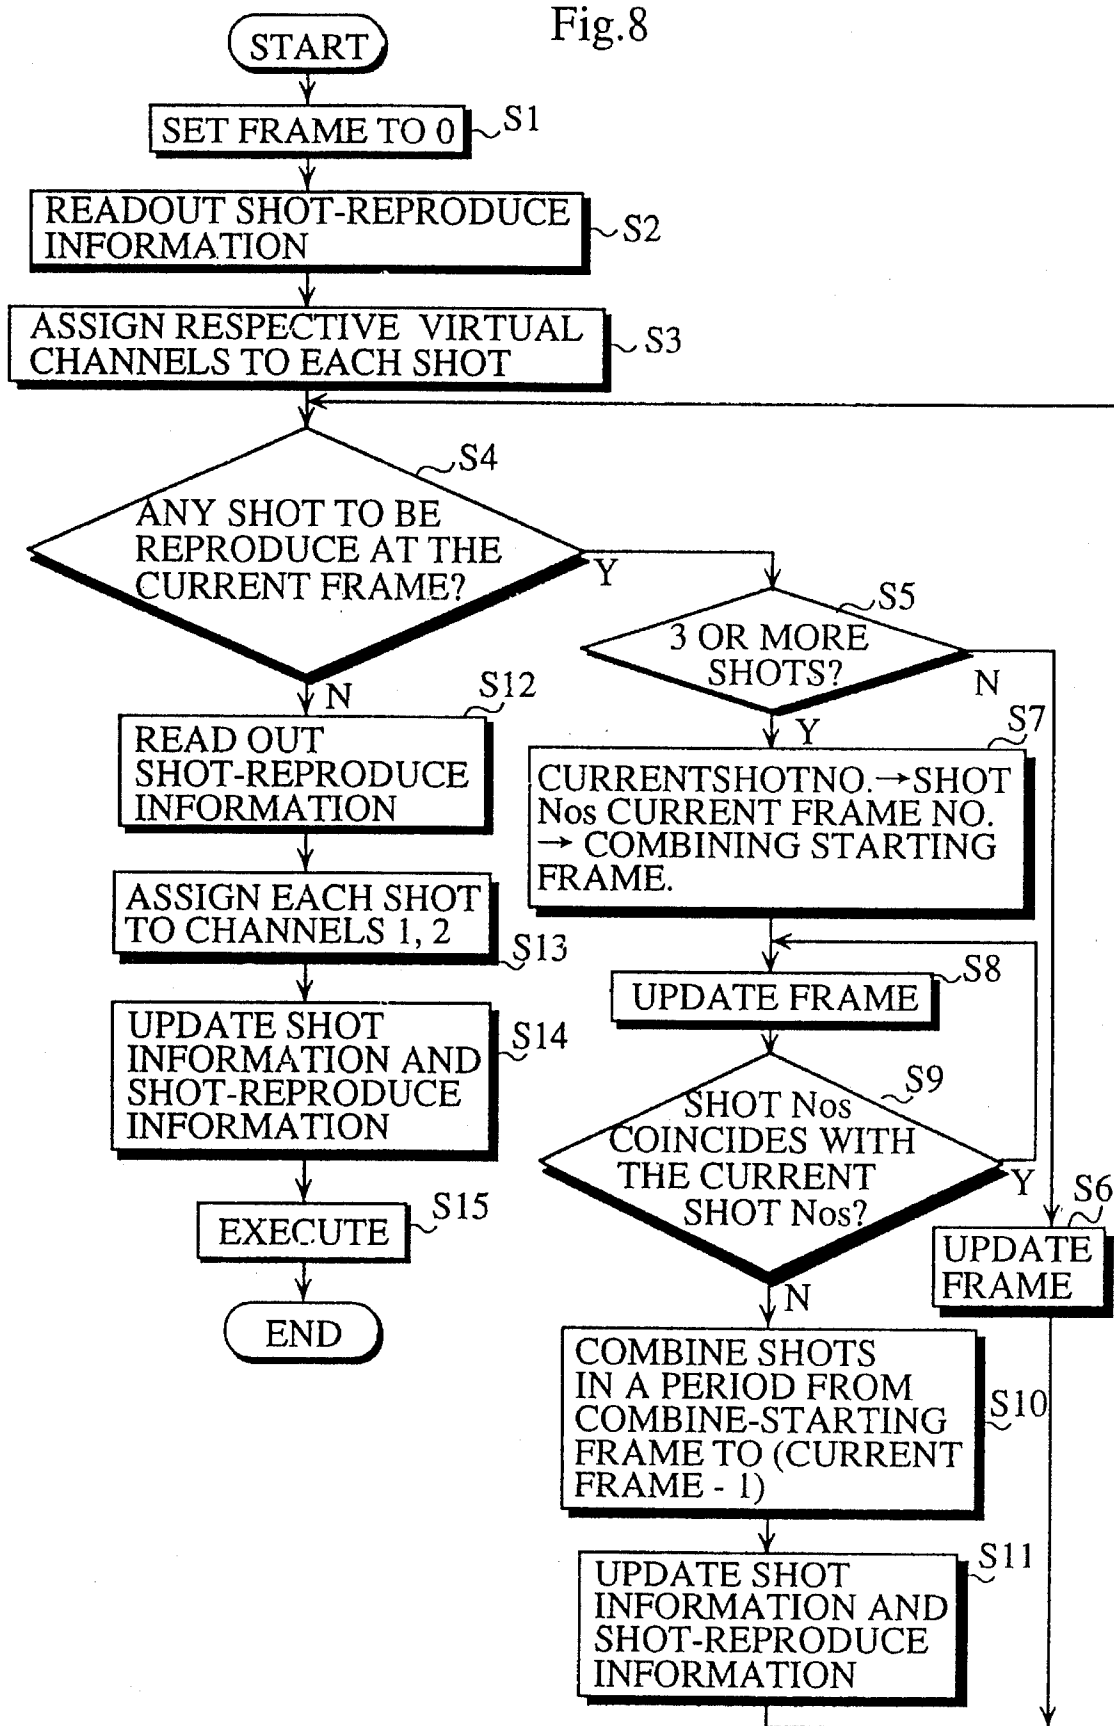 Fig.8
START
SET FRAME TO 0
S1
READOUT SHOT-REPRODUCE
INFORMATION
S2
ASSIGN RESPECTIVE VIRTUAL
CHANNELS TO EACH SHOT
S3
S4
ANY SHOT TO BE
REPRODUCE AT THE
CURRENT FRAME?
Y
N
S5
3 OR MORE
SHOTS?
N
Y
S12
READ OUT
SHOT-REPRODUCE
INFORMATION
S7
CURRENTSHOTNO.→SHOT
Nos CURRENT FRAME NO.
→ COMBINING STARTING
FRAME.
ASSIGN EACH SHOT
TO CHANNELS 1, 2
S13
S8
UPDATE FRAME
UPDATE SHOT
INFORMATION AND
SHOT-REPRODUCE
INFORMATION
S14
S9
SHOT Nos
COINCIDES WITH
THE CURRENT
SHOT Nos?
Y
N
S15
EXECUTE
END
S6
UPDATE
FRAME
COMBINE SHOTS
IN A PERIOD FROM
COMBINE-STARTING
FRAME TO (CURRENT
FRAME - 1)
S10
S11
UPDATE SHOT
INFORMATION AND
SHOT-REPRODUCE
INFORMATION